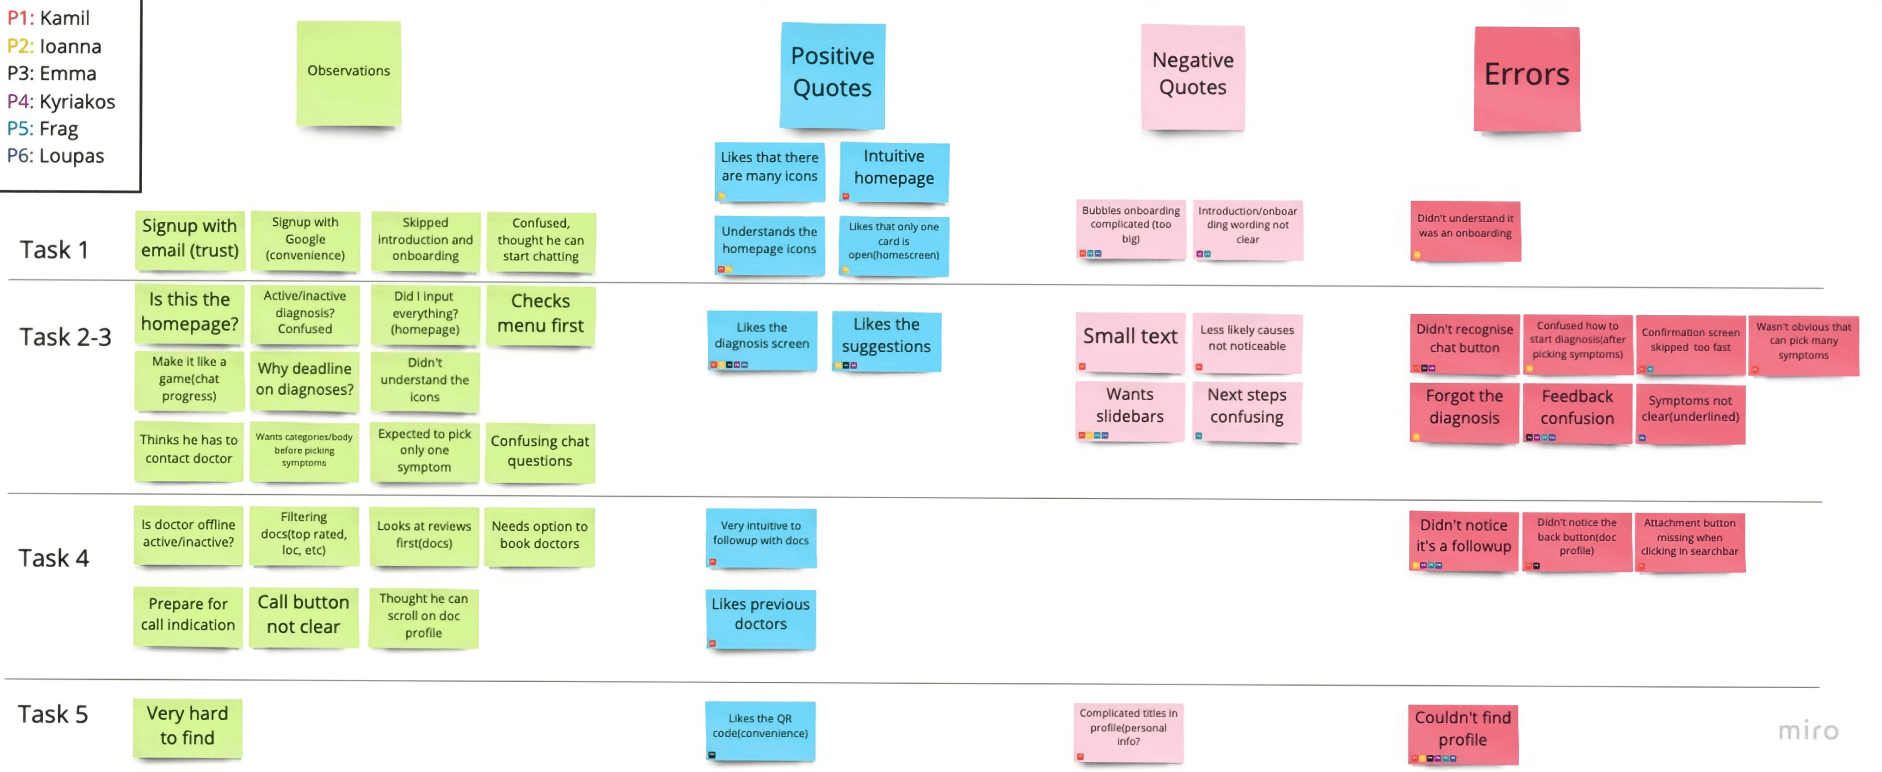 P1: Kamil
P2: Ioanna
P3: Emma
P4: Kyriakos
P5: Frag
P6: Loupas
Observations
Positive
Quotes
Negative
Quotes
Errors
Task 1
Signup with
email (trust)
Signup with
Google
(convenience)
Skipped
introduction and
onboarding
Confused,
thought he can
start chatting
Likes that there
are many icons
Intuitive
homepage
Understands the
homepage icons
Likes that only one
card is
open(homescreen)
Bubbles onboarding
complicated (too
big)
Introduction/onboar
ding wording not
clear
Didn't understand it
was an onboarding
Task 2-3
Is this the
homepage?
Active/inactive
diagnosis?
Confused
Did I input
everything?
(homepage)
Checks
menu first
Make it like a
game(chat
progress)
Why deadline
on diagnoses?
Didn't
understand the
icons
Thinks he has to
contact doctor
Wants categories/body
before picking
symptoms
Expected to pick
only one
symptom
Confusing chat
questions
Likes the
diagnosis screen
Likes the
suggestions
Small text
Less likely causes
not noticeable
Wants
slidebars
Next steps
confusing
Didn't recognise
chat button
Confused how to
start diagnosis(after
picking symptoms)
Confirmation screen
skipped too fast
Wasn't obvious that
can pick many
symptoms
Forgot the
diagnosis
Feedback
confusion
Symptoms not
clear(underlined)
Task 4
Is doctor offline
active/inactive?
Filtering
docs(top rated,
loc, etc)
Looks at reviews
first(docs)
Needs option to
book doctors
Prepare for
call indication
Call button
not clear
Thought he can
scroll on doc
profile
Very intuitive to
followup with docs
Likes previous
doctors
Didn't notice
it's a followup
Didn't notice the
back button(doc
profile)
Attachment button
missing when
clicking in searchbar
Task 5
Very hard
to find
Likes the QR
code(convenience)
Complicated titles in
profile(personal
info?
Couldn't find
profile
miro